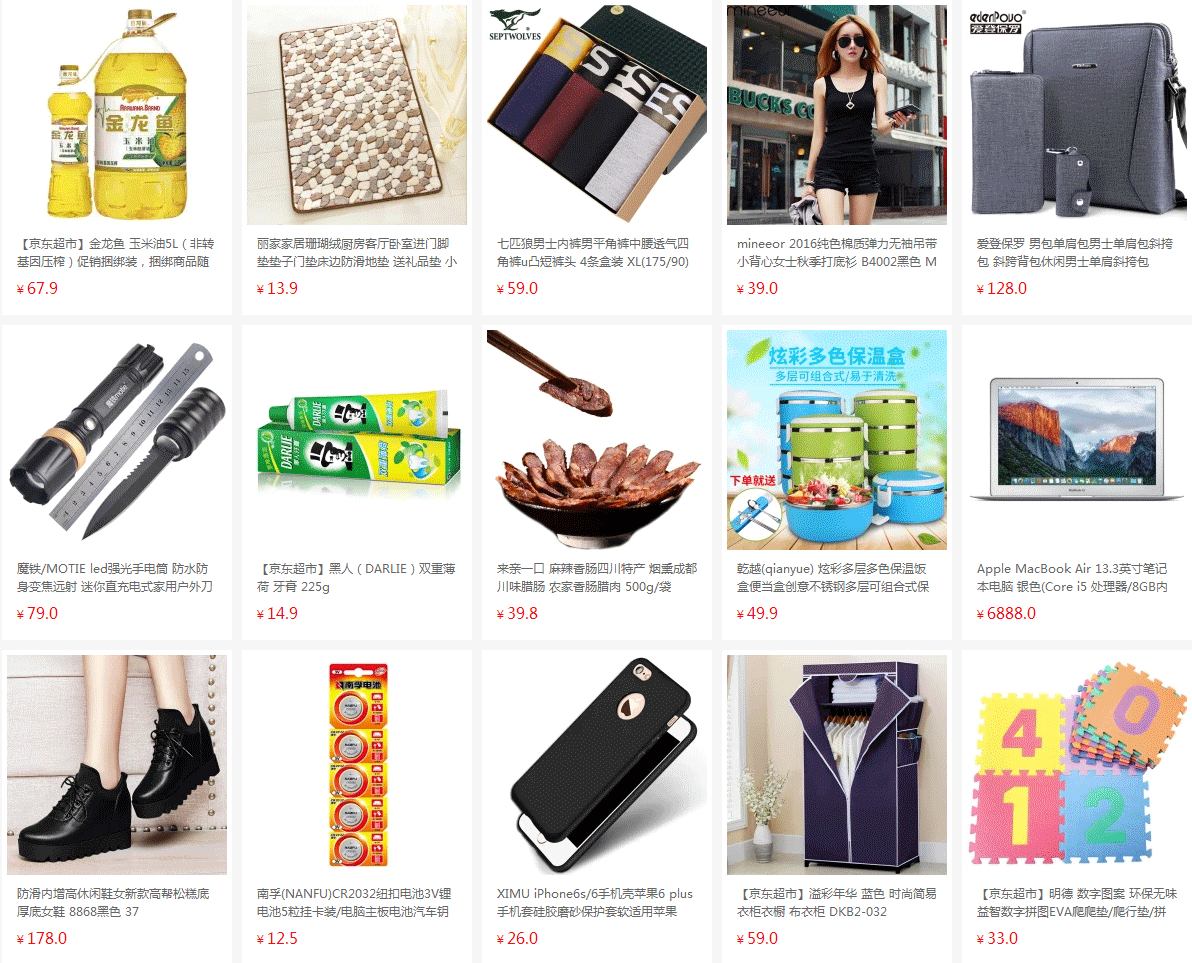 ARAWANA BRAND
金龙鱼
玉米油
ARAWANA BRAND
金龙鱼
玉米油
SEPTWOLVES
mineeor
BUCKS CO
edenPovo
爱登保罗
【京东超市】金龙鱼 玉米油5L（非转
基因压榨）促销捆绑装，捆绑商品随
¥ 67.9
丽家家居珊瑚绒厨房客厅卧室进门脚
垫垫子门垫床边防滑地垫 送礼品垫 小
¥ 13.9
七匹狼男士内裤男平角裤中腰透气四
角裤u凸短裤头 4条盒装 XL(175/90)
¥ 59.0
mineeor 2016纯色棉质弹力无袖吊带
小背心女士秋季打底衫 B4002黑色 M
¥ 39.0
爱登保罗 男包单肩包男士单肩包斜挎
包 斜跨背包休闲男士单肩斜挎包
¥ 128.0
DARLIE
DARLIE
炫彩多色保温盒
多层可组合式/易于清洗
下单就送
魔铁/MOTIE led强光手电筒 防水防
身变焦远射 迷你直充电式家用户外刀
¥ 79.0
【京东超市】黑人（DARLIE）双重薄
荷 牙膏 225g
¥ 14.9
来亲一口 麻辣香肠四川特产 烟熏成都
川味腊肠 农家香肠腊肉 500g/袋
¥ 39.8
乾越(qianyue) 炫彩多层多色保温饭
盒便当盒创意不锈钢多层可组合式保
¥ 49.9
Apple MacBook Air 13.3英寸笔记
本电脑 银色(Core i5 处理器/8GB内
¥ 6888.0
南孚电池
4
0
1
2
防滑内增高休闲鞋女新款高帮松糕底
厚底女鞋 8868黑色 37
¥ 178.0
南孚(NANFU)CR2032纽扣电池3V锂
电池5粒挂卡装/电脑主板电池汽车钥
¥ 12.5
XIMU iPhone6s/6手机壳苹果6 plus
手机套硅胶磨砂保护套软适用苹果
¥ 26.0
【京东超市】溢彩年华 蓝色 时尚简易
衣柜衣橱 布衣柜 DKB2-032
¥ 59.0
【京东超市】明德 数字图案 环保无味
益智数字拼图EVA爬爬垫/爬行垫/拼
¥ 33.0